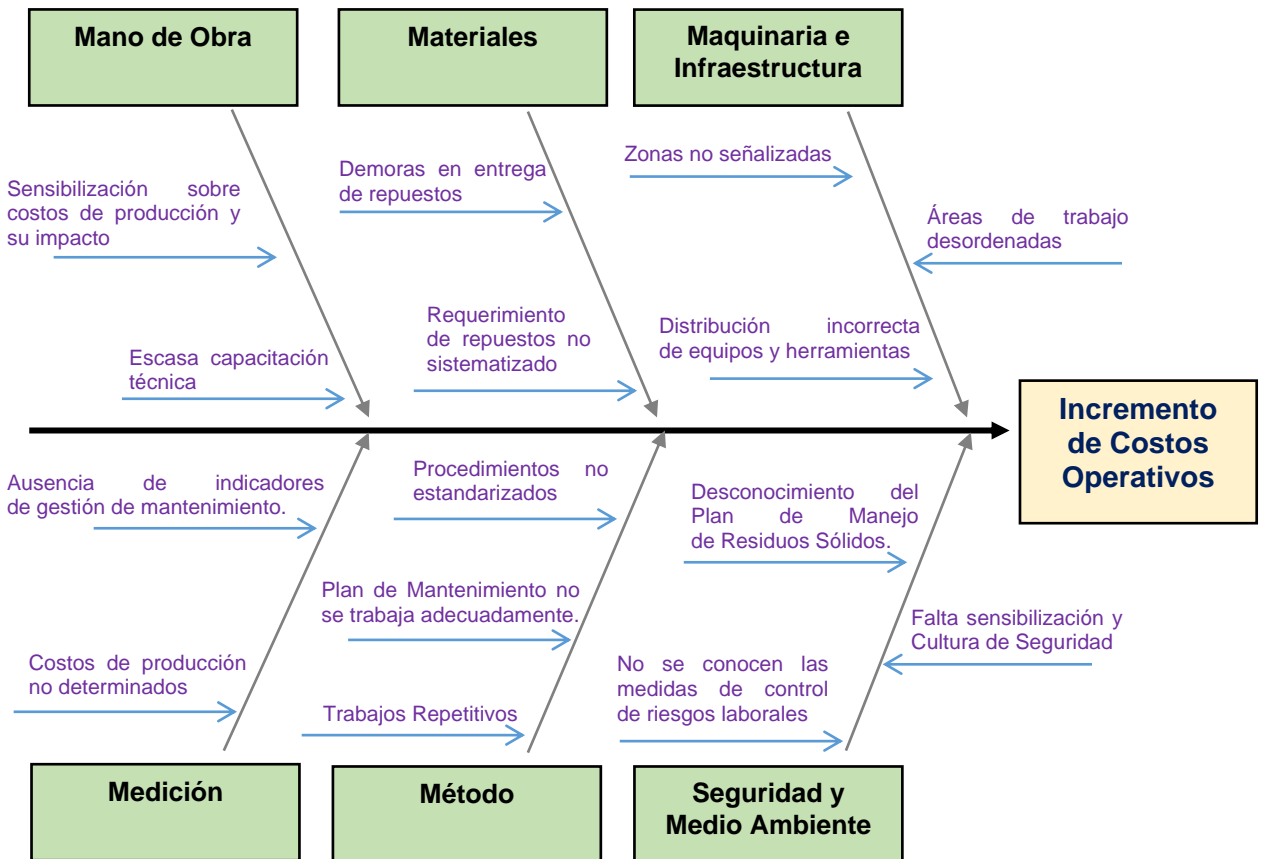 Mano de Obra
Materiales
Maquinaria e
Infraestructura
Sensibilización sobre
costos de producción y
su impacto
Escasa capacitación
técnica
Demoras en entrega
de repuestos
Requerimiento
de repuestos no
sistematizado
Zonas no señalizadas
Áreas de trabajo
desordenadas
Distribución incorrecta
de equipos y herramientas
Incremento
de Costos
Operativos
Ausencia de indicadores
de gestión de mantenimiento.
Costos de producción
no determinados
Procedimientos no
estandarizados
Plan de Mantenimiento no
se trabaja adecuadamente.
Trabajos Repetitivos
Desconocimiento del
Plan de Manejo
de Residuos Sólidos.
Falta sensibilización y
Cultura de Seguridad
No se conocen las
medidas de control
de riesgos laborales
Medición
Método
Seguridad y
Medio Ambiente